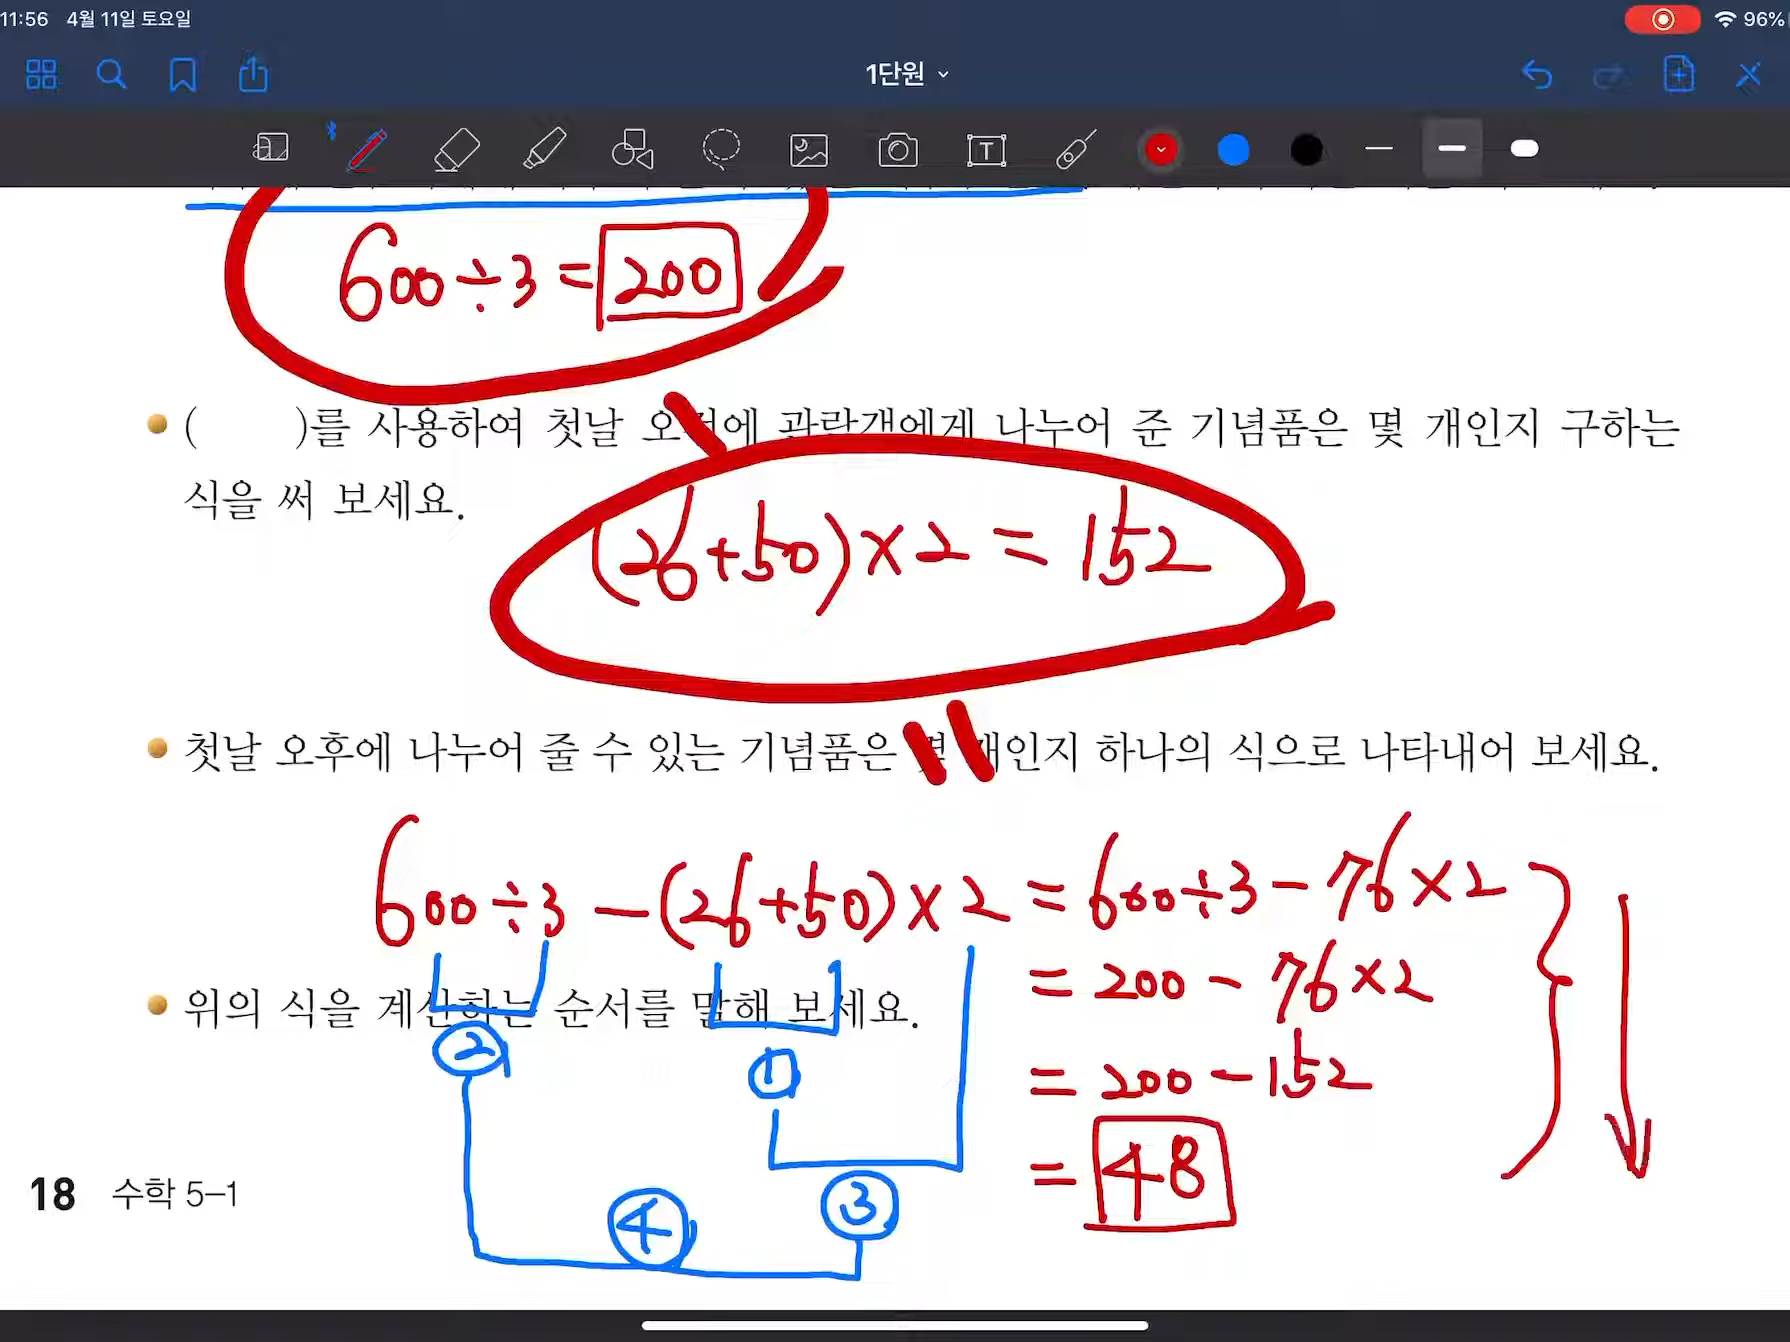 11:56 4월 11일 토요일
96%
1단원
T
600÷3=200
( )를 사용하여 첫날 오전에 관람객에게 나누어 준 기념품은 몇 개인지 구하는
식을 써 보세요.
(26+50)×2=152
첫날 오후에 나누어 줄 수 있는 기념품은 몇 개인지 하나의 식으로 나타내어 보세요.
600÷3-(26+50)×2=600÷3-76×2
=200-76×2
위의 식을 계산하는 순서를 말해 보세요.
② ①
=200-152
=48
18 수학 5-1
④ ③